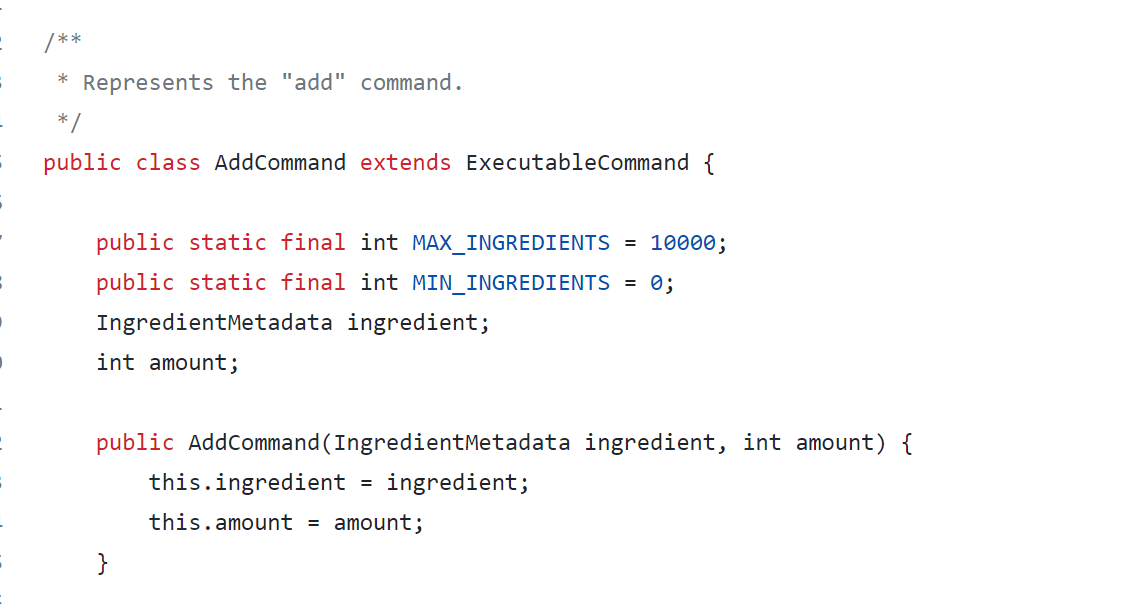 /**
 * Represents the "add" command.
 */
public class AddCommand extends ExecutableCommand {
    public static final int MAX_INGREDIENTS = 10000;
    public static final int MIN_INGREDIENTS = 0;
    IngredientMetadata ingredient;
    int amount;
    public AddCommand(IngredientMetadata ingredient, int amount) {
        this.ingredient = ingredient;
        this.amount = amount;
    }